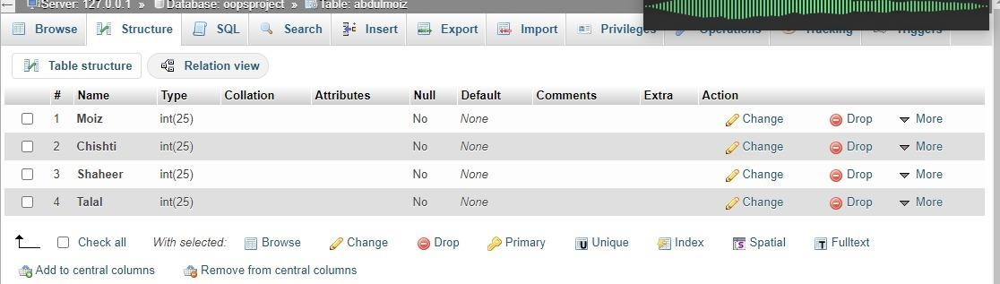 Server: 127.0.0.1 » Database: oopsproject » Table: abdulmoiz
Browse Structure SQL Search Insert Export Import Privileges Operations Tracking Triggers
Table structure Relation view
# Name Type Collation Attributes Null Default Comments Extra Action
1 Moiz int(25) No None Change Drop More
2 Chishti int(25) No None Change Drop More
3 Shaheer int(25) No None Change Drop More
4 Talal int(25) No None Change Drop More
Check all With selected: Browse Change Drop Primary Unique Index Spatial Fulltext
Add to central columns Remove from central columns